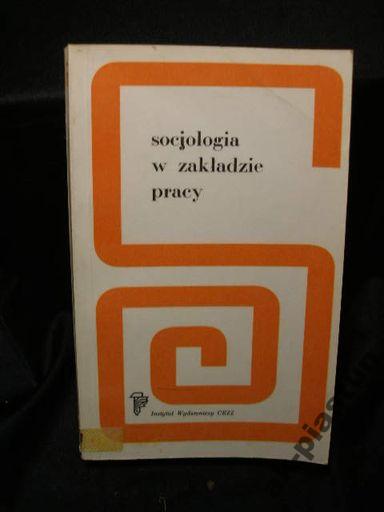 socjologia
w zakładzie
pracy
Instytut Wydawniczy CRZZ